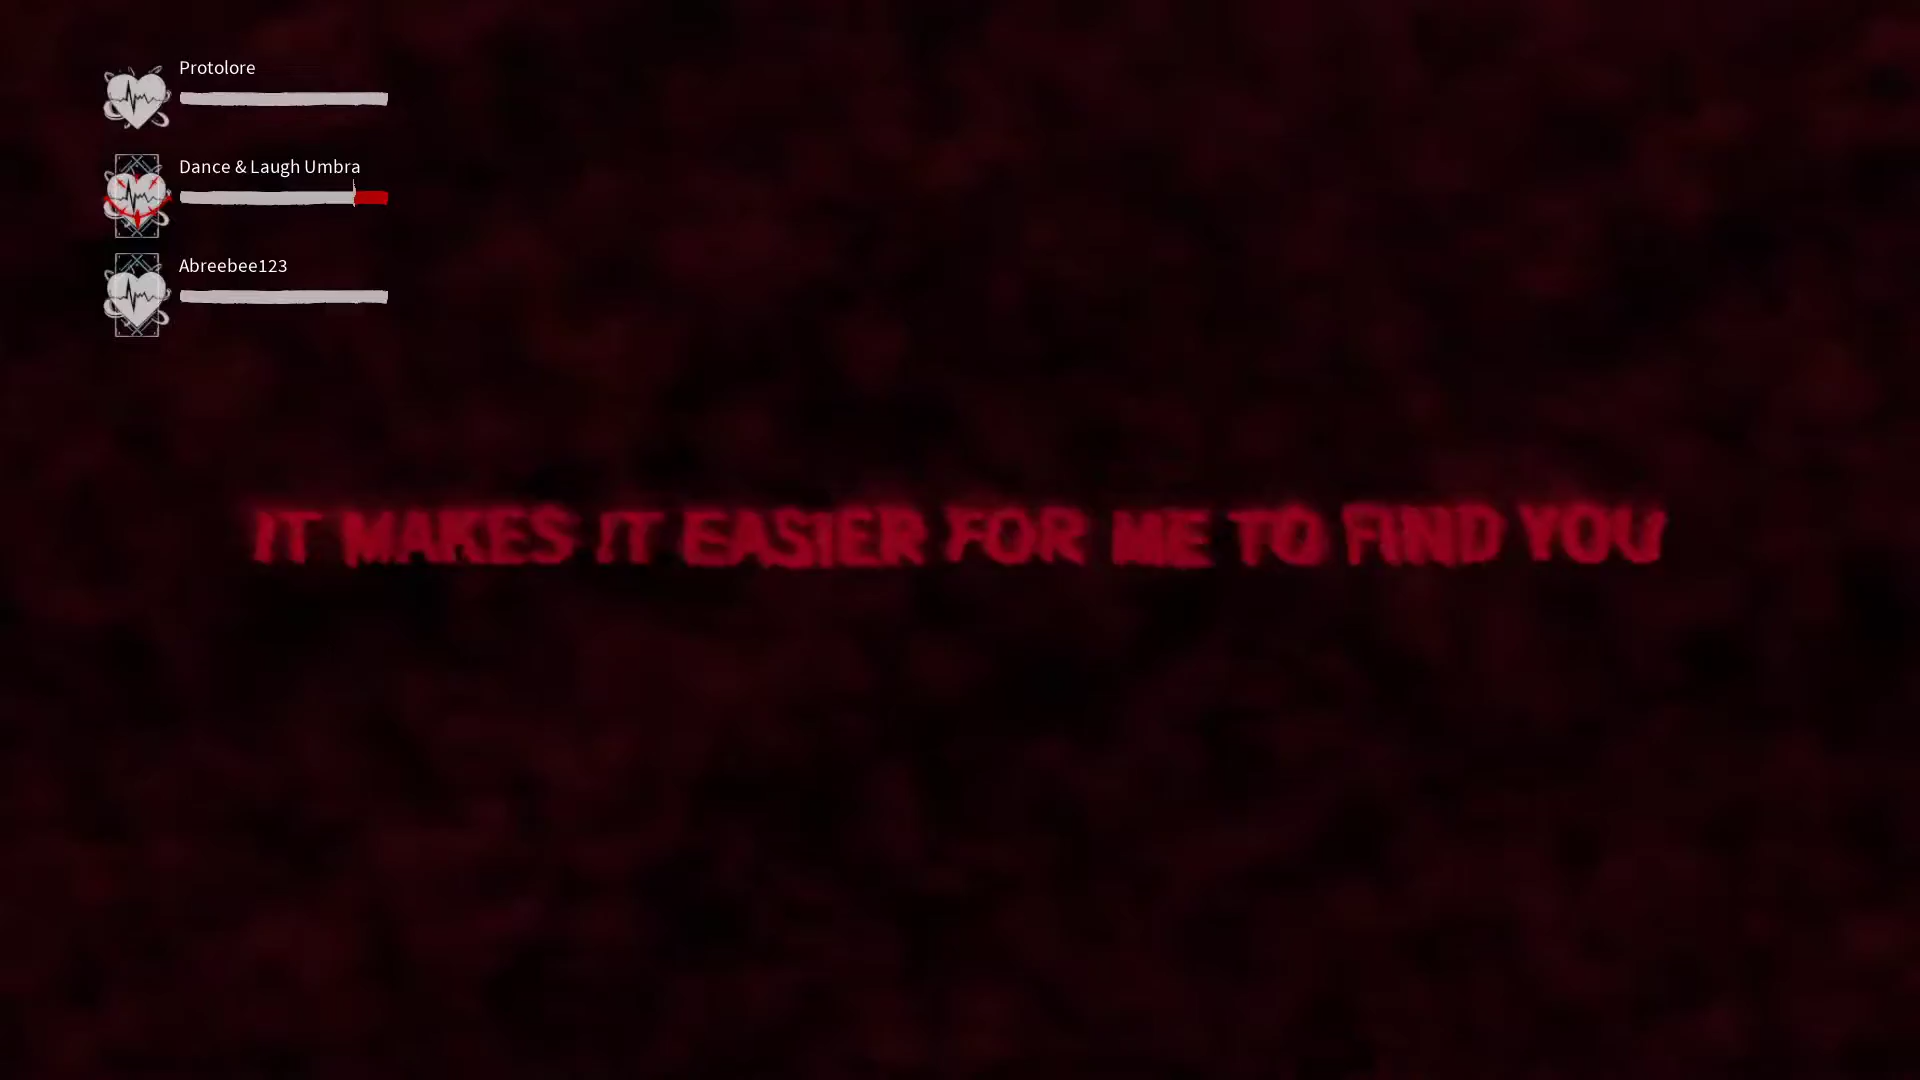 Protolore
Dance & Laugh Umbra
Abreebee123
IT MAKES IT EASIER FOR ME TO FIND YOU